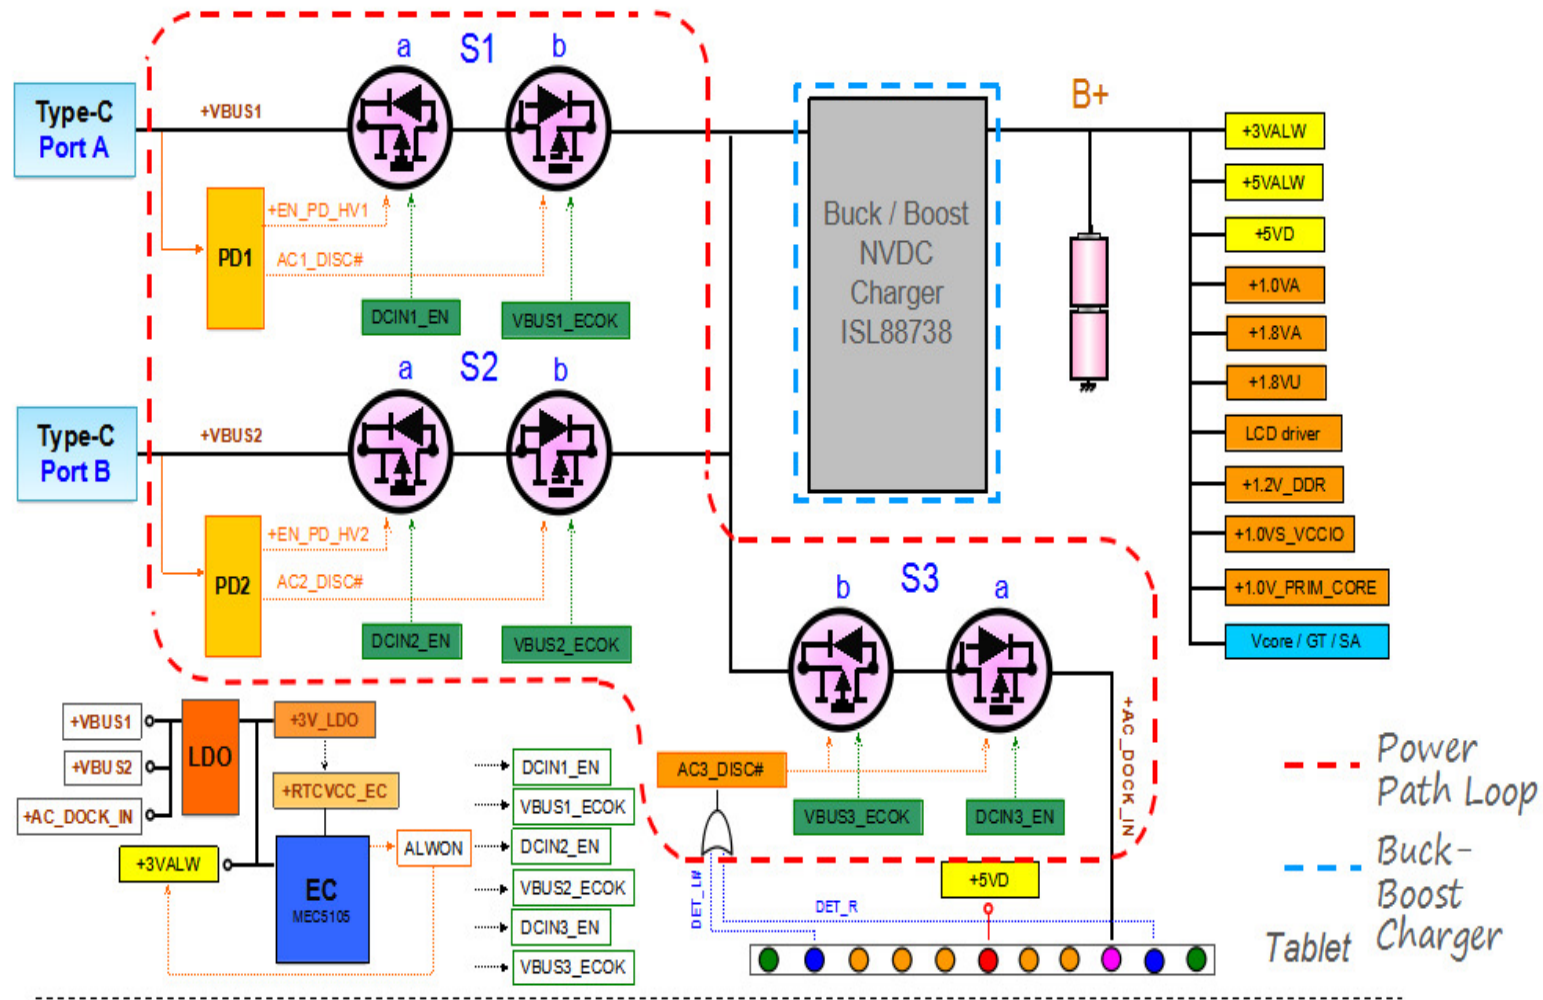 a
S1
b
Type-C
Port A
+VBUS1
B+
+3VALW
+5VALW
+5VD
+1.0VA
+1.8VA
+1.8VU
LCD driver
+1.2V_DDR
+1.0VS_VCCIO
+1.0V_PRIM_CORE
Vcore / GT / SA
PD1
+EN_PD_HV1
AC1_DISC#
DCIN1_EN
VBUS1_ECOK
Buck / Boost
NVDC
Charger
ISL88738
a
S2
b
Type-C
Port B
+VBUS2
PD2
+EN_PD_HV2
AC2_DISC#
DCIN2_EN
VBUS2_ECOK
b
S3
a
AC3_DISC#
VBUS3_ECOK
DCIN3_EN
+AC_DOCK_IN
+VBUS1
+VBUS2
+AC_DOCK_IN
LDO
+3V_LDO
+RTCVCC_EC
+3VALW
EC
MEC5105
ALWON
DCIN1_EN
VBUS1_ECOK
DCIN2_EN
VBUS2_ECOK
DCIN3_EN
VBUS3_ECOK
DET_L#
DET_R
+5VD
Power
Path Loop
Buck-
Boost
Charger
Tablet